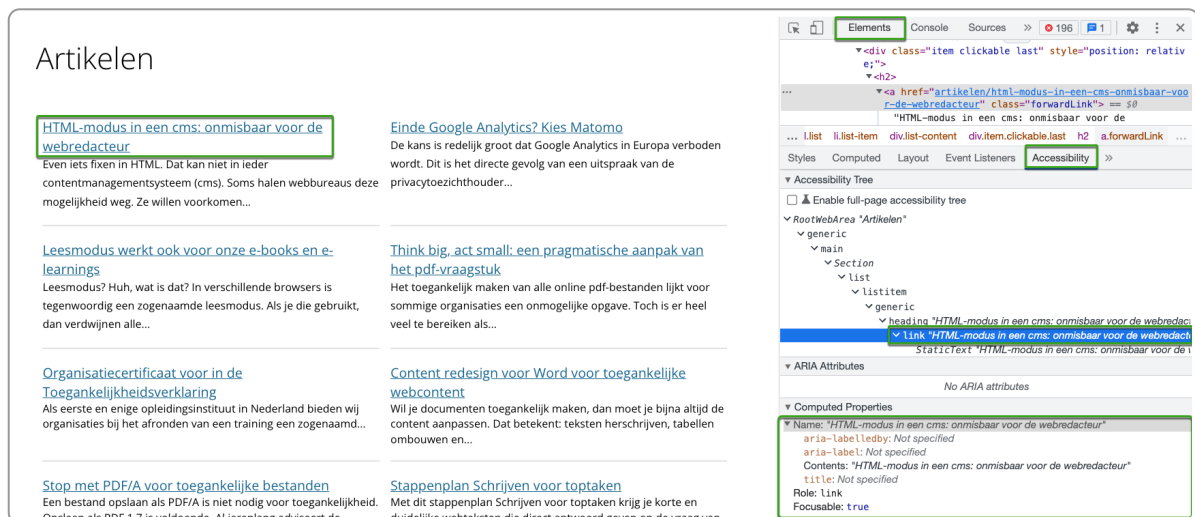 Artikelen
HTML-modus in een cms: onmisbaar voor de
webredacteur
Even iets fixen in HTML. Dat kan niet in ieder
contentmanagementsysteem (cms). Soms halen webbureaus deze
mogelijkheid weg. Ze willen voorkomen...
Einde Google Analytics? Kies Matomo
De kans is redelijk groot dat Google Analytics in Europa verboden
wordt. Dit is het directe gevolg van een uitspraak van de
privacytoezichthouder...
Leesmodus werkt ook voor onze e-books en e-
learnings
Leesmodus? Huh, wat is dat? In verschillende browsers is
tegenwoordig een zogenaamde leesmodus. Als je die gebruikt,
dan verdwijnen alle...
Think big, act small: een pragmatische aanpak van
het pdf-vraagstuk
Het toegankelijk maken van alle online pdf-bestanden lijkt voor
sommige organisaties een onmogelijke opgave. Toch is er heel
veel te bereiken als...
Organisatiecertificaat voor in de
Toegankelijkheidsverklaring
Als eerste en enige opleidingsinstituut in Nederland bieden wij
organisaties bij het afronden van een training een zogenaamd...
Content redesign voor Word voor toegankelijke
webcontent
Wil je documenten toegankelijk maken, dan moet je bijna altijd de
content aanpassen. Dat betekent: teksten herschrijven, tabellen
ombouwen en...
Stop met PDF/A voor toegankelijke bestanden
Een bestand opslaan als PDF/A is niet nodig voor toegankelijkheid.
Stappenplan Schrijven voor toptaken
Met dit stappenplan Schrijven voor toptaken krijg je korte en
Elements Console Sources » 196 1
<div class="item clickable last" style="position: relativ
e;">
<h2>
... <a href="artikelen/html-modus-in-een-cms-onmisbaar-voo
r-de-webredacteur" class="forwardLink"> == $0
"HTML-modus in een cms: onmisbaar voor de
... l.list li.list-item div.list-content div.item.clickable.last h2 a.forwardLink ...
Styles Computed Layout Event Listeners Accessibility »
Accessibility Tree
Enable full-page accessibility tree
RootWebArea "Artikelen"
generic
main
Section
list
listitem
generic
heading "HTML-modus in een cms: onmisbaar voor de webredac
link "HTML-modus in een cms: onmisbaar voor de webredact
StaticText "HTML-modus in een cms: onmisbaar voor de
ARIA Attributes
No ARIA attributes
Computed Properties
Name: "HTML-modus in een cms: onmisbaar voor de webredacteur"
aria-labelledby: Not specified
aria-label: Not specified
Contents: "HTML-modus in een cms: onmisbaar voor de webredacteur"
title: Not specified
Role: link
Focusable: true